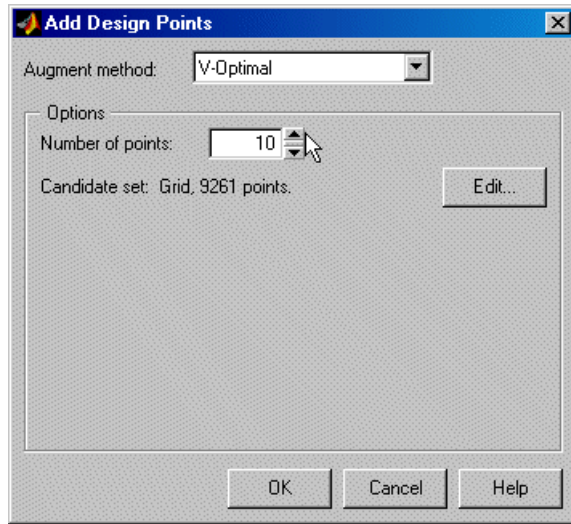 Add Design Points
Augment method: V-Optimal
Options
Number of points: 10
Candidate set: Grid, 9261 points. Edit...
OK Cancel Help